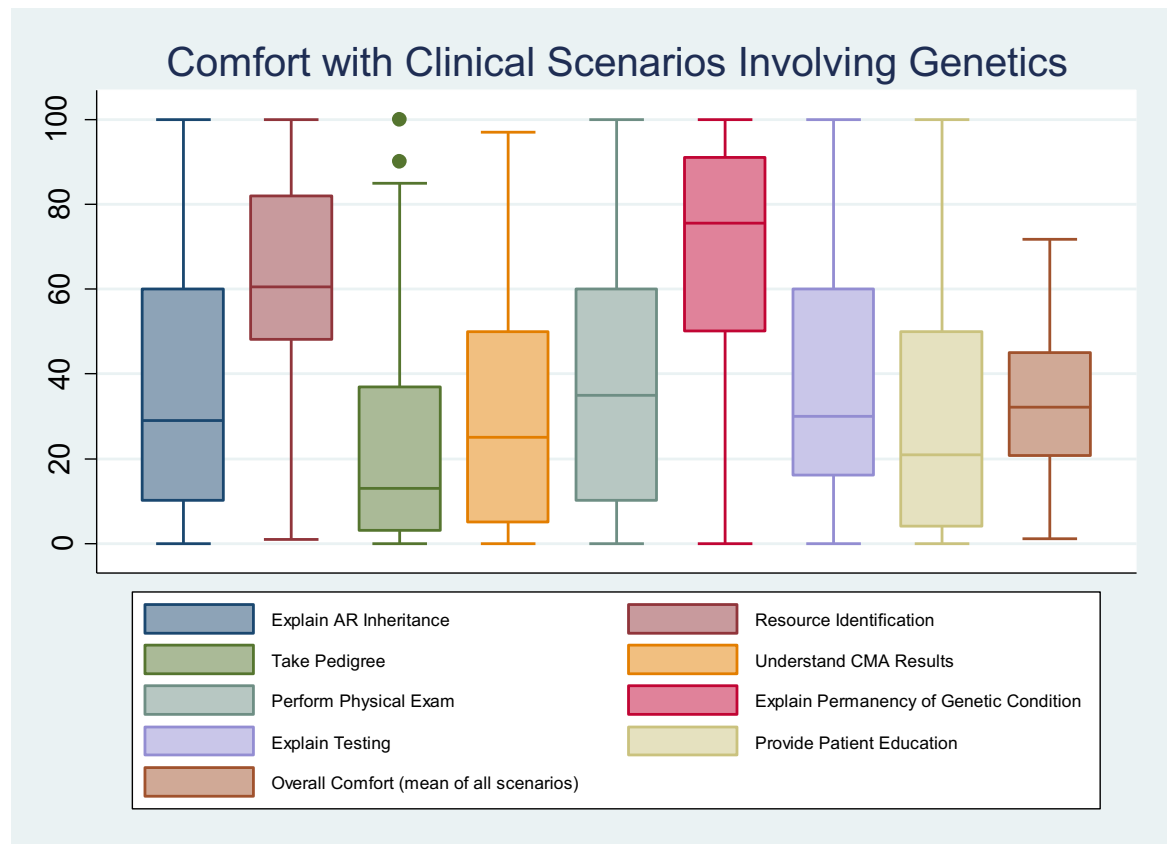 Comfort with Clinical Scenarios Involving Genetics
100
80
60
40
20
0
Explain AR Inheritance
Resource Identification
Take Pedigree
Understand CMA Results
Perform Physical Exam
Explain Permanency of Genetic Condition
Explain Testing
Provide Patient Education
Overall Comfort (mean of all scenarios)